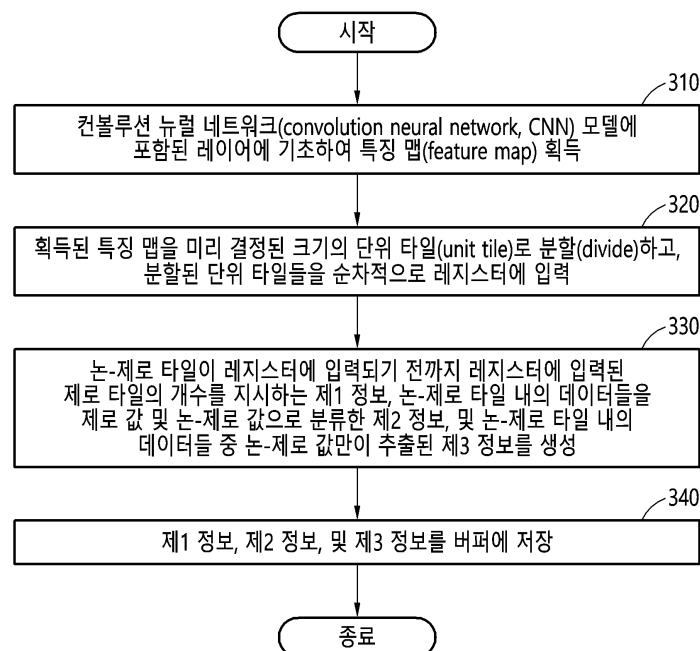 시작
310
컨볼루션 뉴럴 네트워크(convolution neural network, CNN) 모델에
포함된 레이어에 기초하여 특징 맵(feature map) 획득
320
획득된 특징 맵을 미리 결정된 크기의 단위 타일(unit tile)로 분할(divide)하고,
분할된 단위 타일들을 순차적으로 레지스터에 입력
330
논-제로 타일이 레지스터에 입력되기 전까지 레지스터에 입력된
제로 타일의 개수를 지시하는 제1 정보, 논-제로 타일 내의 데이터들을
제로 값 및 논-제로 값으로 분류한 제2 정보, 및 논-제로 타일 내의
데이터들 중 논-제로 값만이 추출된 제3 정보를 생성
340
제1 정보, 제2 정보, 및 제3 정보를 버퍼에 저장
종료